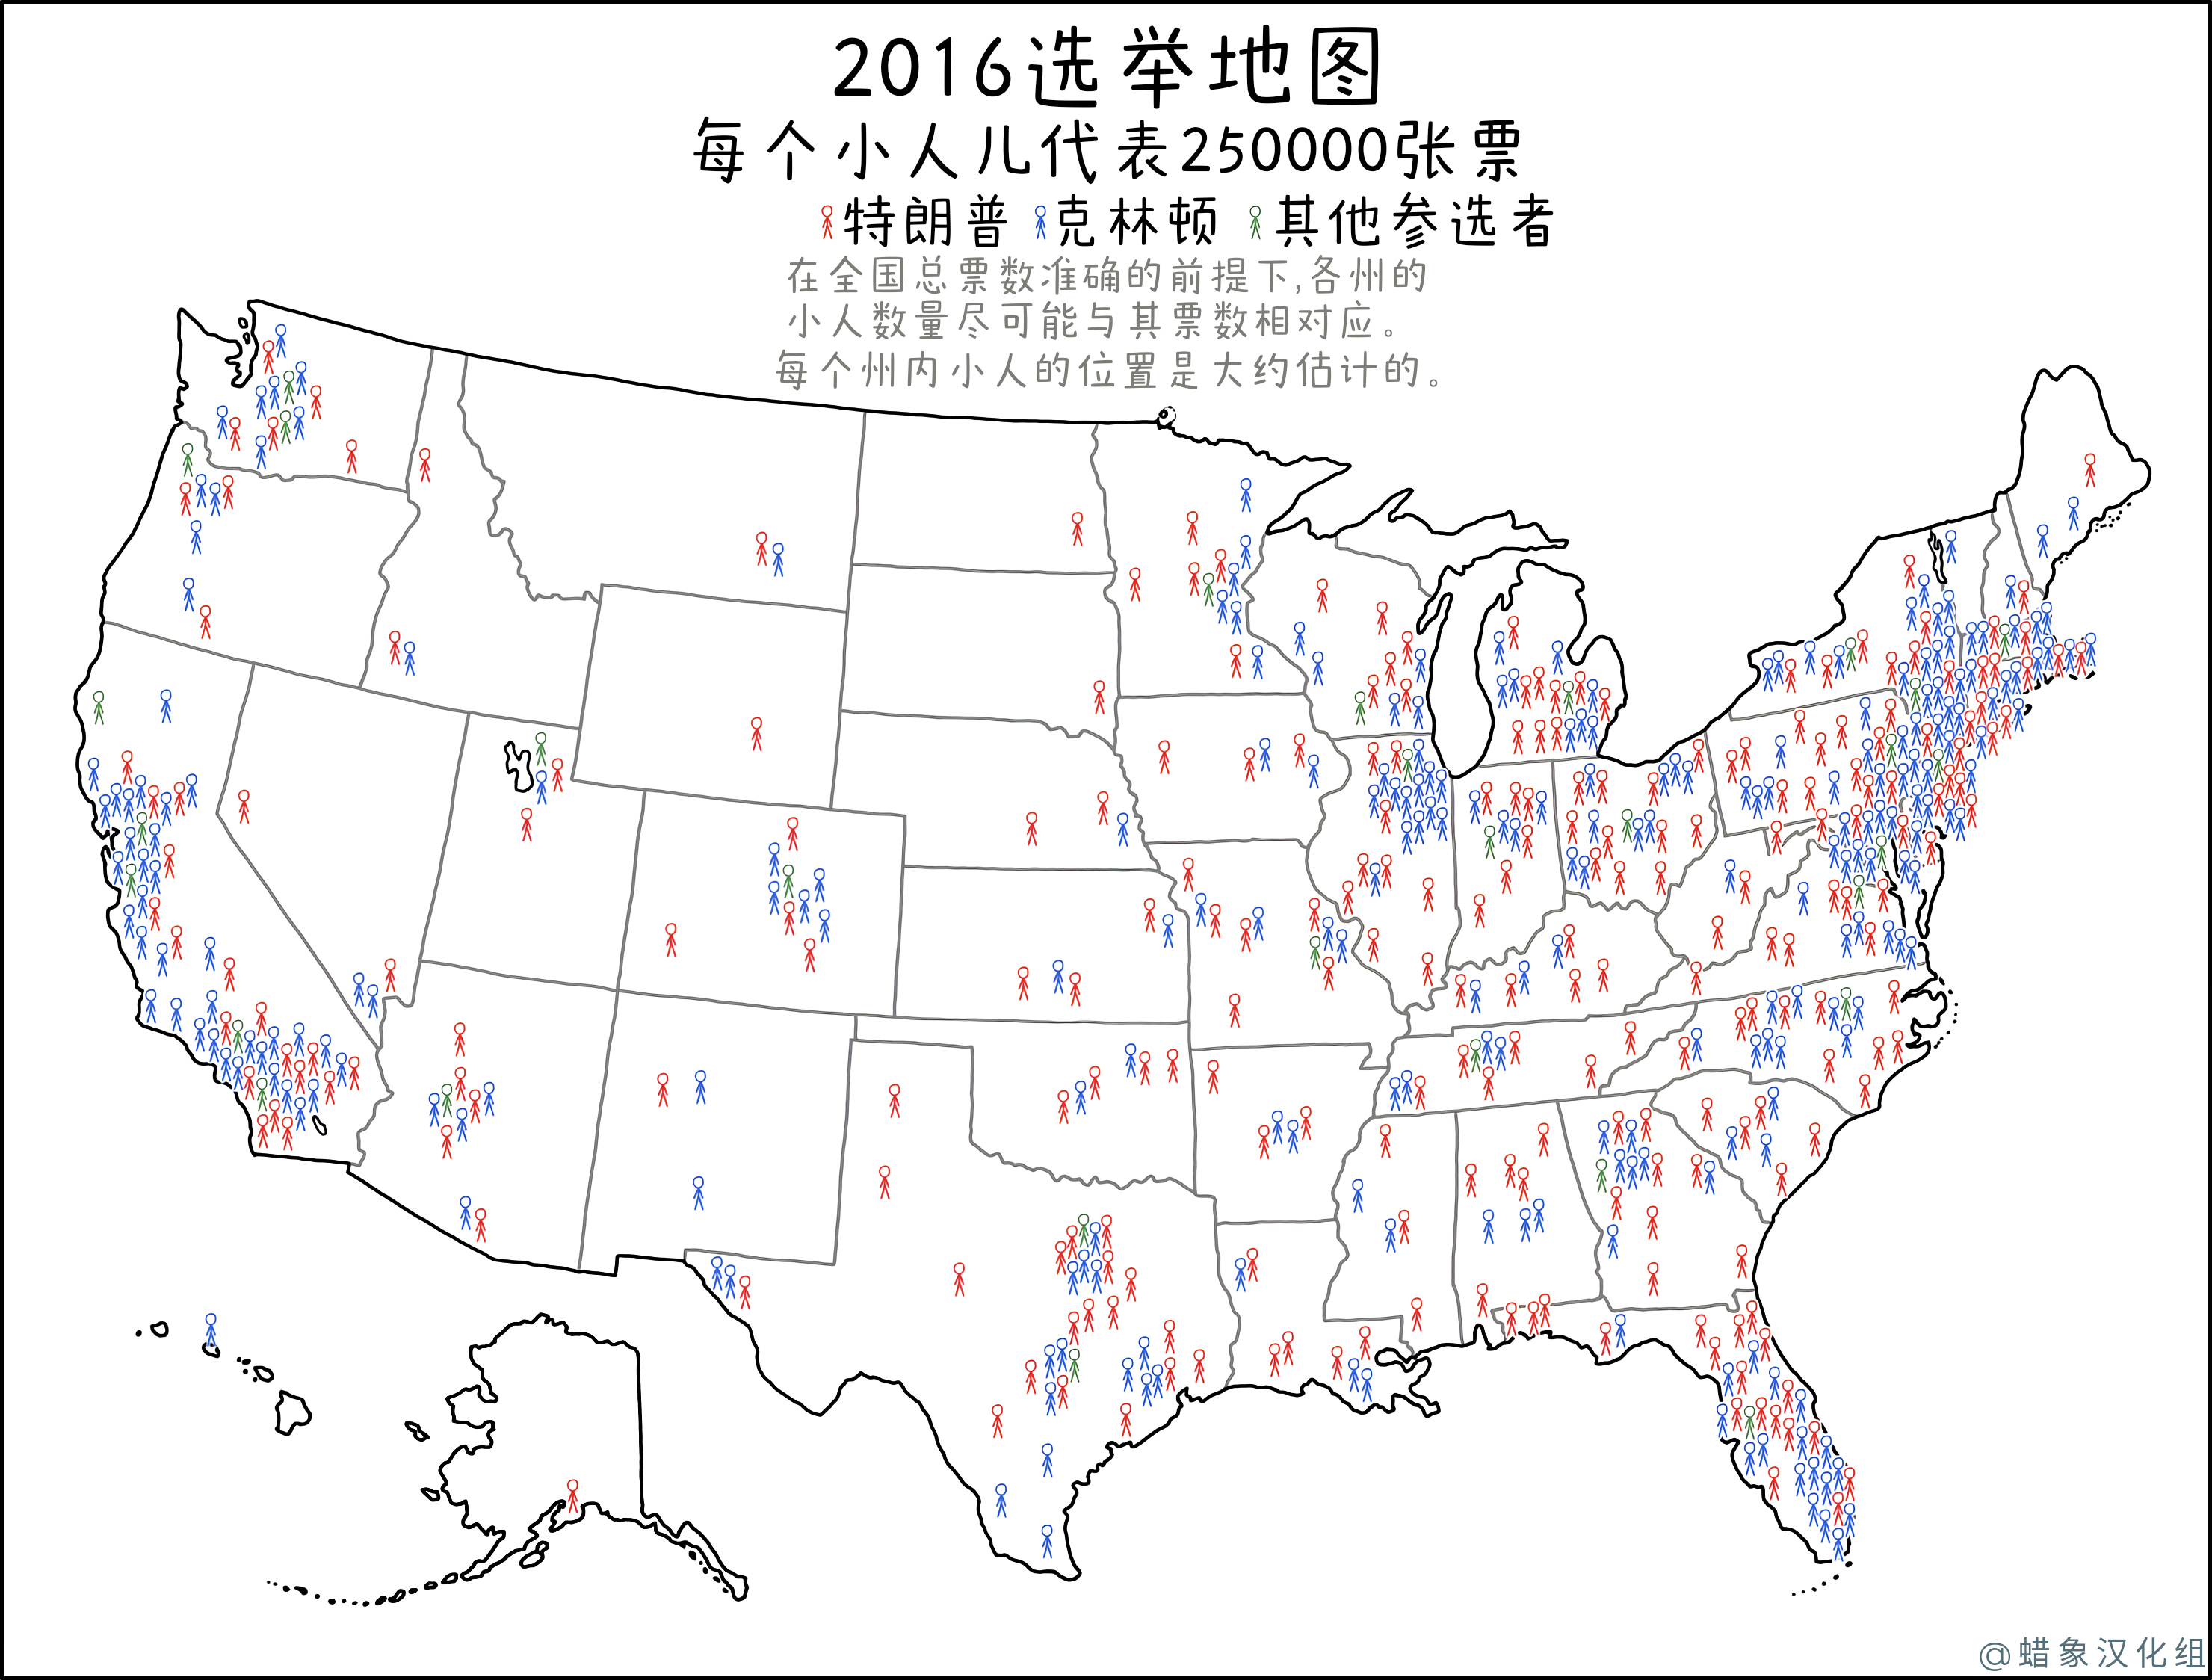 2016选举地图
每个小人儿代表250000张票
特朗普 克林顿 其他参选者
在全国总票数准确的前提下,各州的
小人数量尽可能与其票数相对应。
每个州内小人的位置是大约估计的。
@蜡象汉化组